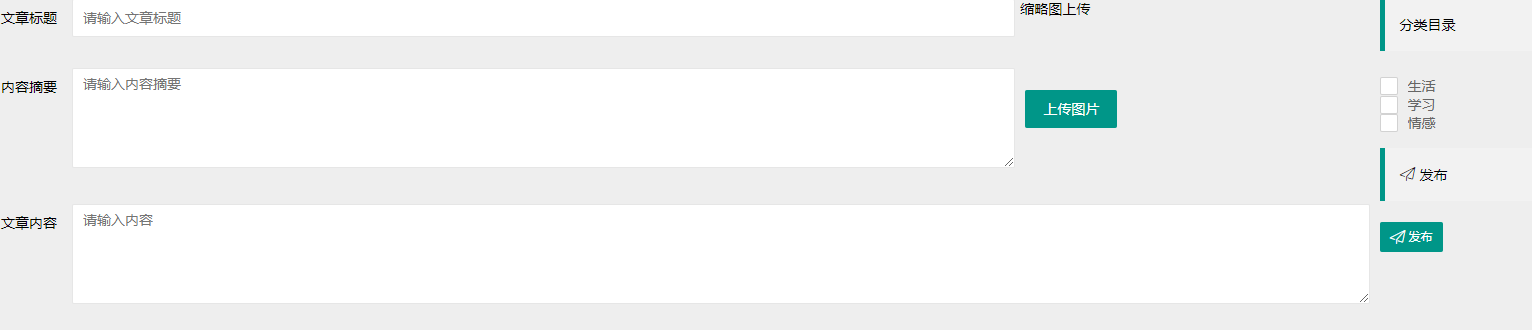 文章标题
请输入文章标题
缩略图上传
分类目录
内容摘要
请输入内容摘要
上传图片
生活
学习
情感
发布
文章内容
请输入内容
发布